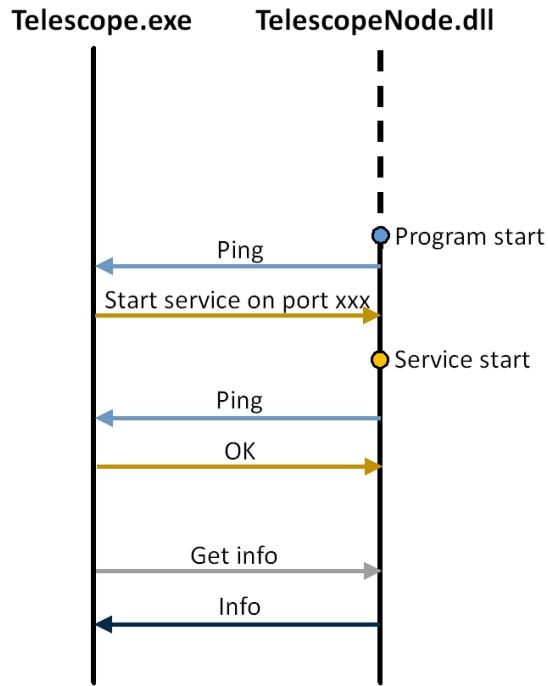 Telescope.exe TelescopeNode.dll
Program start
Ping
Start service on port xxx
Service start
Ping
OK
Get info
Info